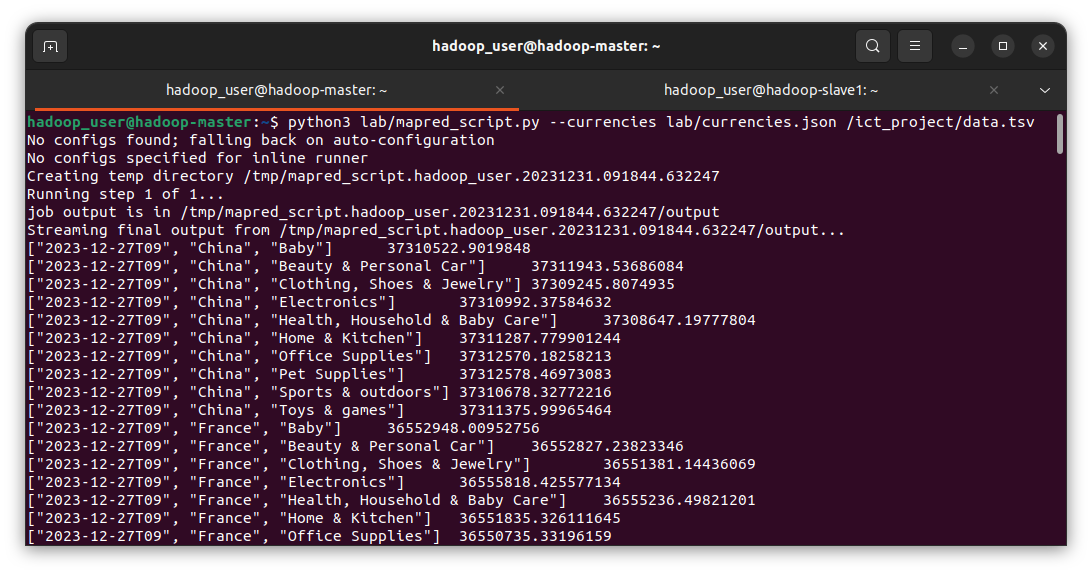 hadoop_user@hadoop-master: ~
hadoop_user@hadoop-master: ~
hadoop_user@hadoop-slave1: ~
hadoop_user@hadoop-master:~$ python3 lab/mapred_script.py --currencies lab/currencies.json /ict_project/data.tsv
No configs found; falling back on auto-configuration
No configs specified for inline runner
Creating temp directory /tmp/mapred_script.hadoop_user.20231231.091844.632247
Running step 1 of 1...
job output is in /tmp/mapred_script.hadoop_user.20231231.091844.632247/output
Streaming final output from /tmp/mapred_script.hadoop_user.20231231.091844.632247/output...
["2023-12-27T09", "China", "Baby"]	37310522.9019848
["2023-12-27T09", "China", "Beauty & Personal Car"]	37311943.53686084
["2023-12-27T09", "China", "Clothing, Shoes & Jewelry"]	37309245.8074935
["2023-12-27T09", "China", "Electronics"]	37310992.37584632
["2023-12-27T09", "China", "Health, Household & Baby Care"]	37308647.19777804
["2023-12-27T09", "China", "Home & Kitchen"]	37311287.779901244
["2023-12-27T09", "China", "Office Supplies"]	37312570.18258213
["2023-12-27T09", "China", "Pet Supplies"]	37312578.46973083
["2023-12-27T09", "China", "Sports & outdoors"]	37310678.32772216
["2023-12-27T09", "China", "Toys & games"]	37311375.99965464
["2023-12-27T09", "France", "Baby"]	36552948.00952756
["2023-12-27T09", "France", "Beauty & Personal Car"]	36552827.23823346
["2023-12-27T09", "France", "Clothing, Shoes & Jewelry"]	36551381.14436069
["2023-12-27T09", "France", "Electronics"]	36555818.425577134
["2023-12-27T09", "France", "Health, Household & Baby Care"]	36555236.49821201
["2023-12-27T09", "France", "Home & Kitchen"]	36551835.326111645
["2023-12-27T09", "France", "Office Supplies"]	36550735.33196159